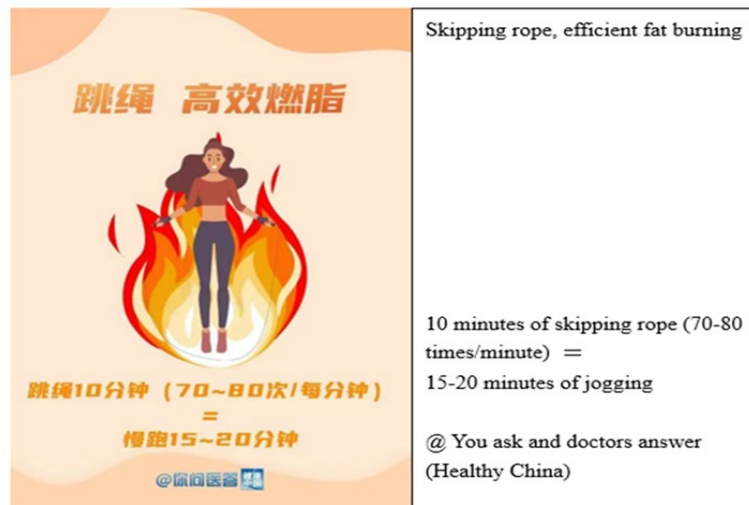 跳绳 高效燃脂
跳绳10分钟（70~80次/每分钟）
=
慢跑15~20分钟
@你问医答
Skipping rope, efficient fat burning
10 minutes of skipping rope (70-80
times/minute) =
15-20 minutes of jogging
@ You ask and doctors answer
(Healthy China)